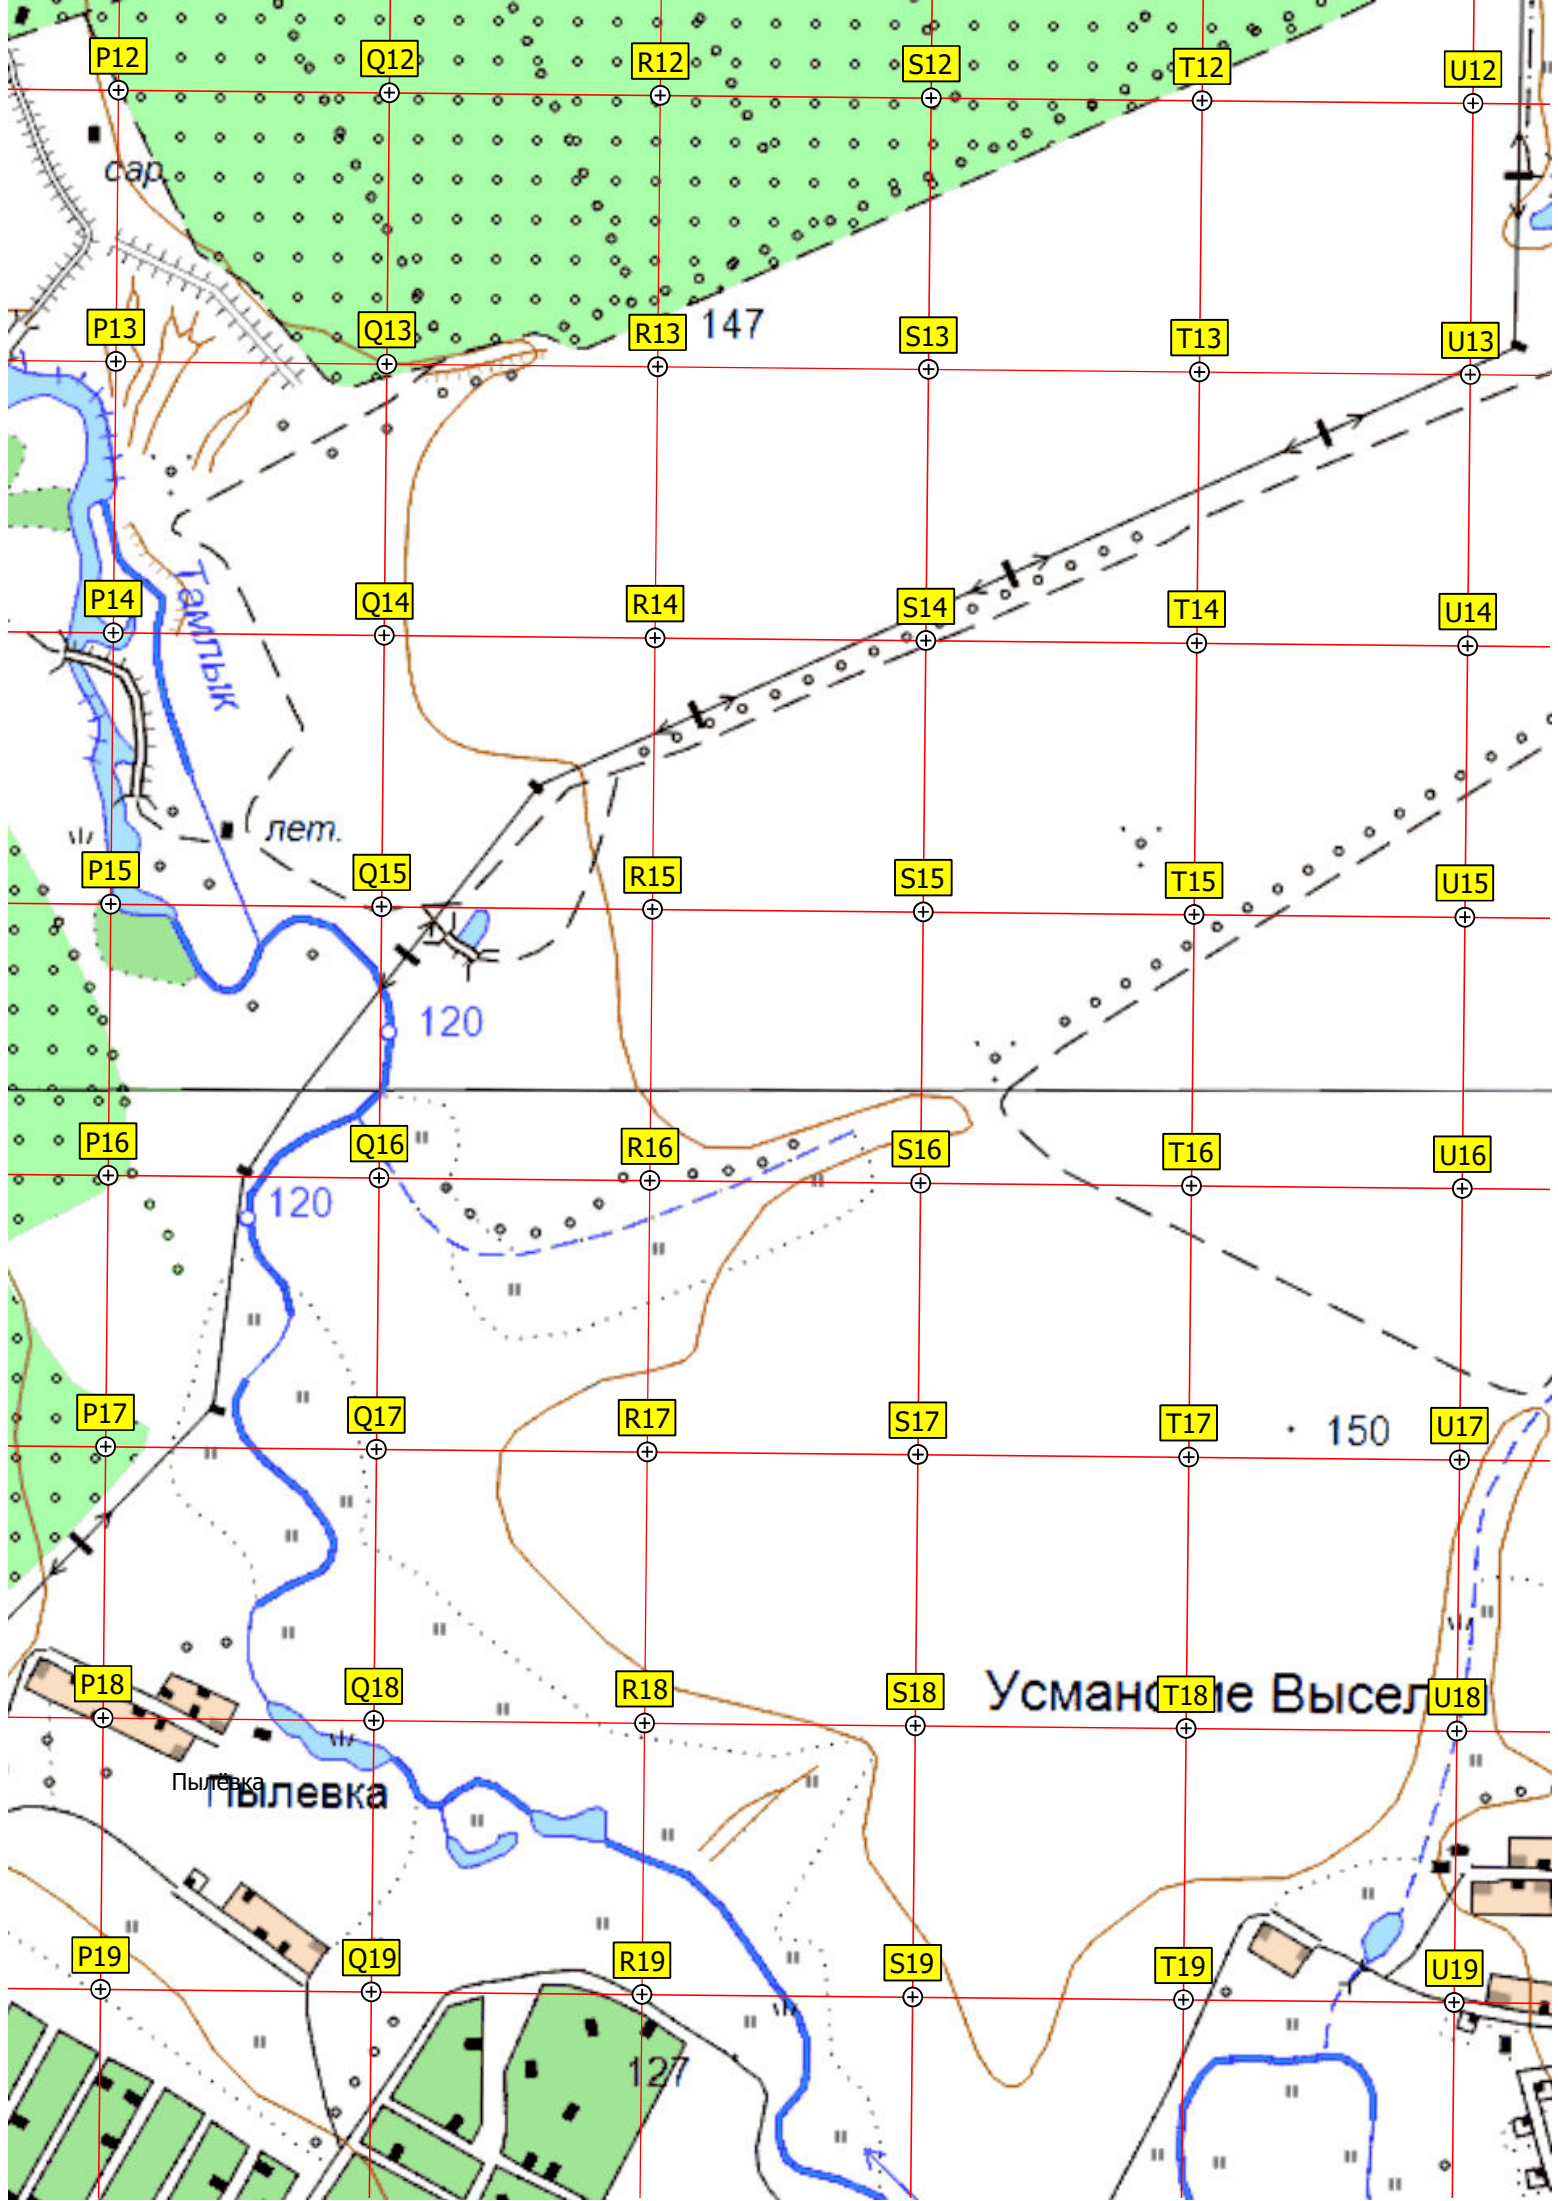 P12 Q12 R12 S12 T12 U12
сар.
P13 Q13 R13 147 S13 T13 U13
Тамлык
P14 Q14 R14 S14 T14 U14
лет.
P15 Q15 R15 S15 T15 U15
120
P16 Q16 R16 S16 T16 U16
120
P17 Q17 R17 S17 T17 150 U17
P18 Q18 R18 S18 T18 U18
Пылёвка
Пылевка
P19 Q19 R19 S19 T19 U19
127